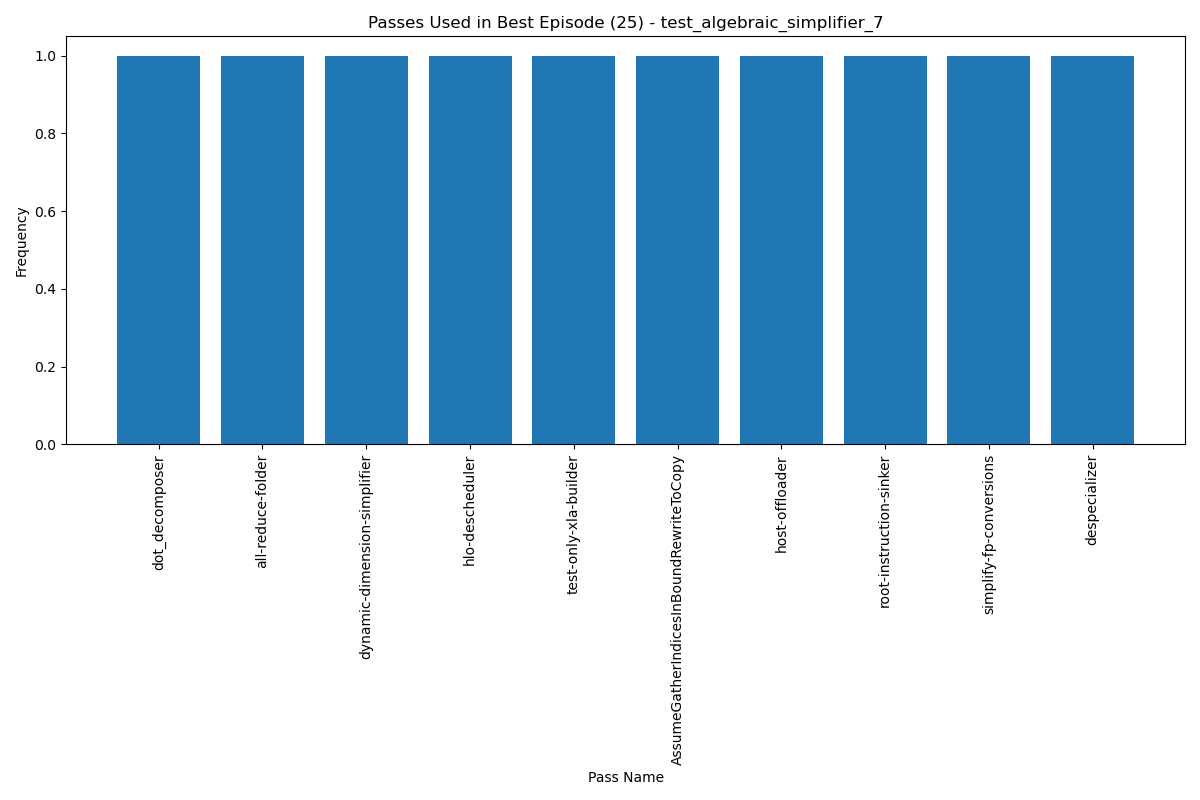 Passes Used in Best Episode (25) - test_algebraic_simplifier_7
Frequency
1.0
0.8
0.6
0.4
0.2
0.0
dot_decomposer
all-reduce-folder
dynamic-dimension-simplifier
hlo-descheduler
test-only-xla-builder
AssumeGatherIndicesInBoundRewriteToCopy
host-offloader
root-instruction-sinker
simplify-fp-conversions
despecializer
Pass Name